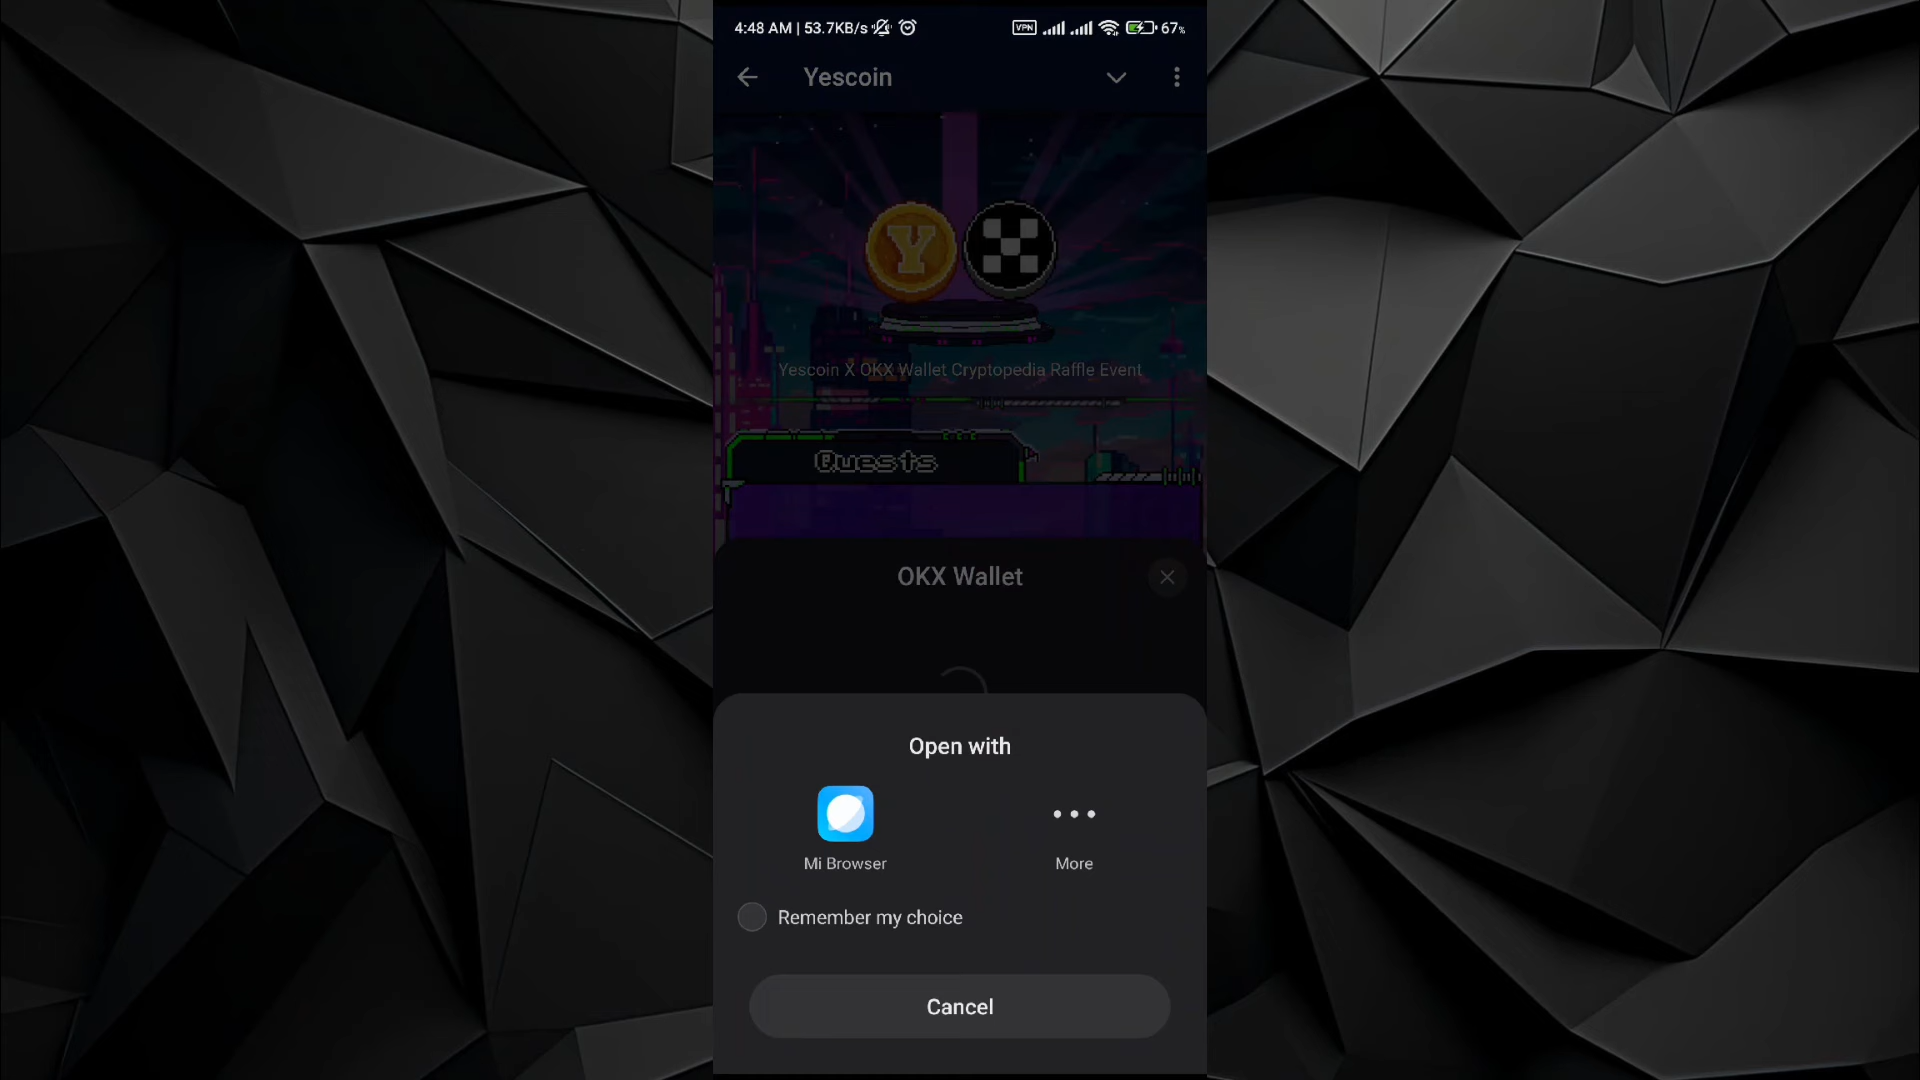 4:48 AM | 53.7KB/s VPN 67%
Yescoin
Y
Yescoin X OKX Wallet Cryptopedia Raffle Event
Quests
OKX Wallet
Open with
Mi Browser More
Remember my choice
Cancel